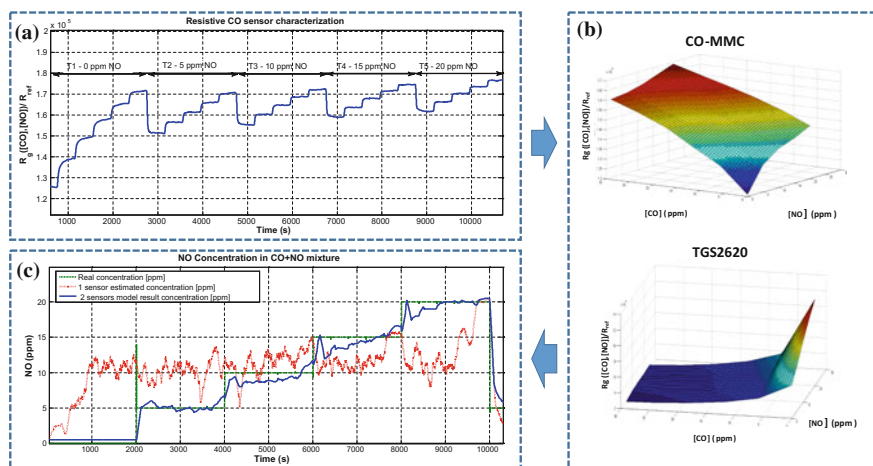 (a)
Resistive CO sensor characterization
x 10^5
R_g ([CO],[NO])/ R_ref
2
1.9
1.8
1.7
1.6
1.5
1.4
1.3
1.2
T1 - 0 ppm NO
T2 - 5 ppm NO
T3 - 10 ppm NO
T4 - 15 ppm NO
T5 - 20 ppm NO
1000 2000 3000 4000 5000 6000 7000 8000 9000 10000
Time (s)
(b)
CO-MMC
Rg ([CO],[NO])/R_ref
[CO] (ppm)
[NO] (ppm)
TGS2620
Rg ([CO],[NO])/R_ref
[CO] (ppm)
[NO] (ppm)
(c)
NO Concentration in CO+NO mixture
Real concentration [ppm]
1 sensor estimated concentration [ppm]
2 sensors model result concentration [ppm]
NO (ppm)
20
15
10
5
0
1000 2000 3000 4000 5000 6000 7000 8000 9000 10000
Time (s)